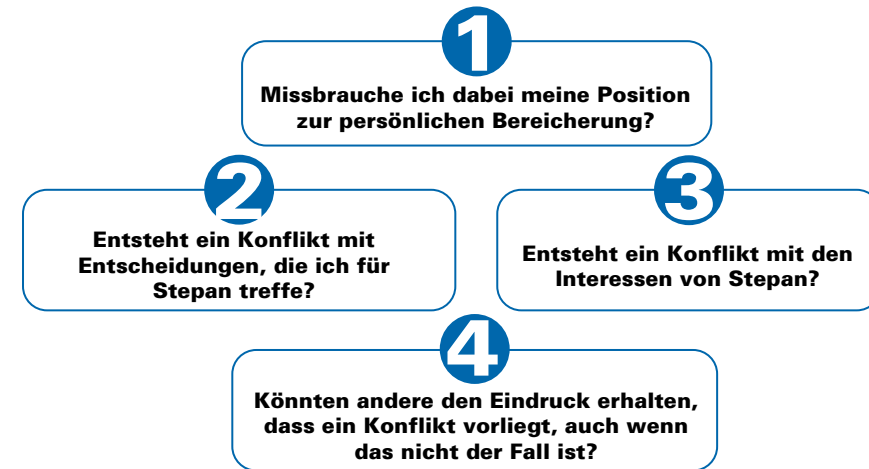 1
Missbrauche ich dabei meine Position
zur persönlichen Bereicherung?
2
Entsteht ein Konflikt mit
Entscheidungen, die ich für
Stepan treffe?
3
Entsteht ein Konflikt mit den
Interessen von Stepan?
4
Könnten andere den Eindruck erhalten,
dass ein Konflikt vorliegt, auch wenn
das nicht der Fall ist?